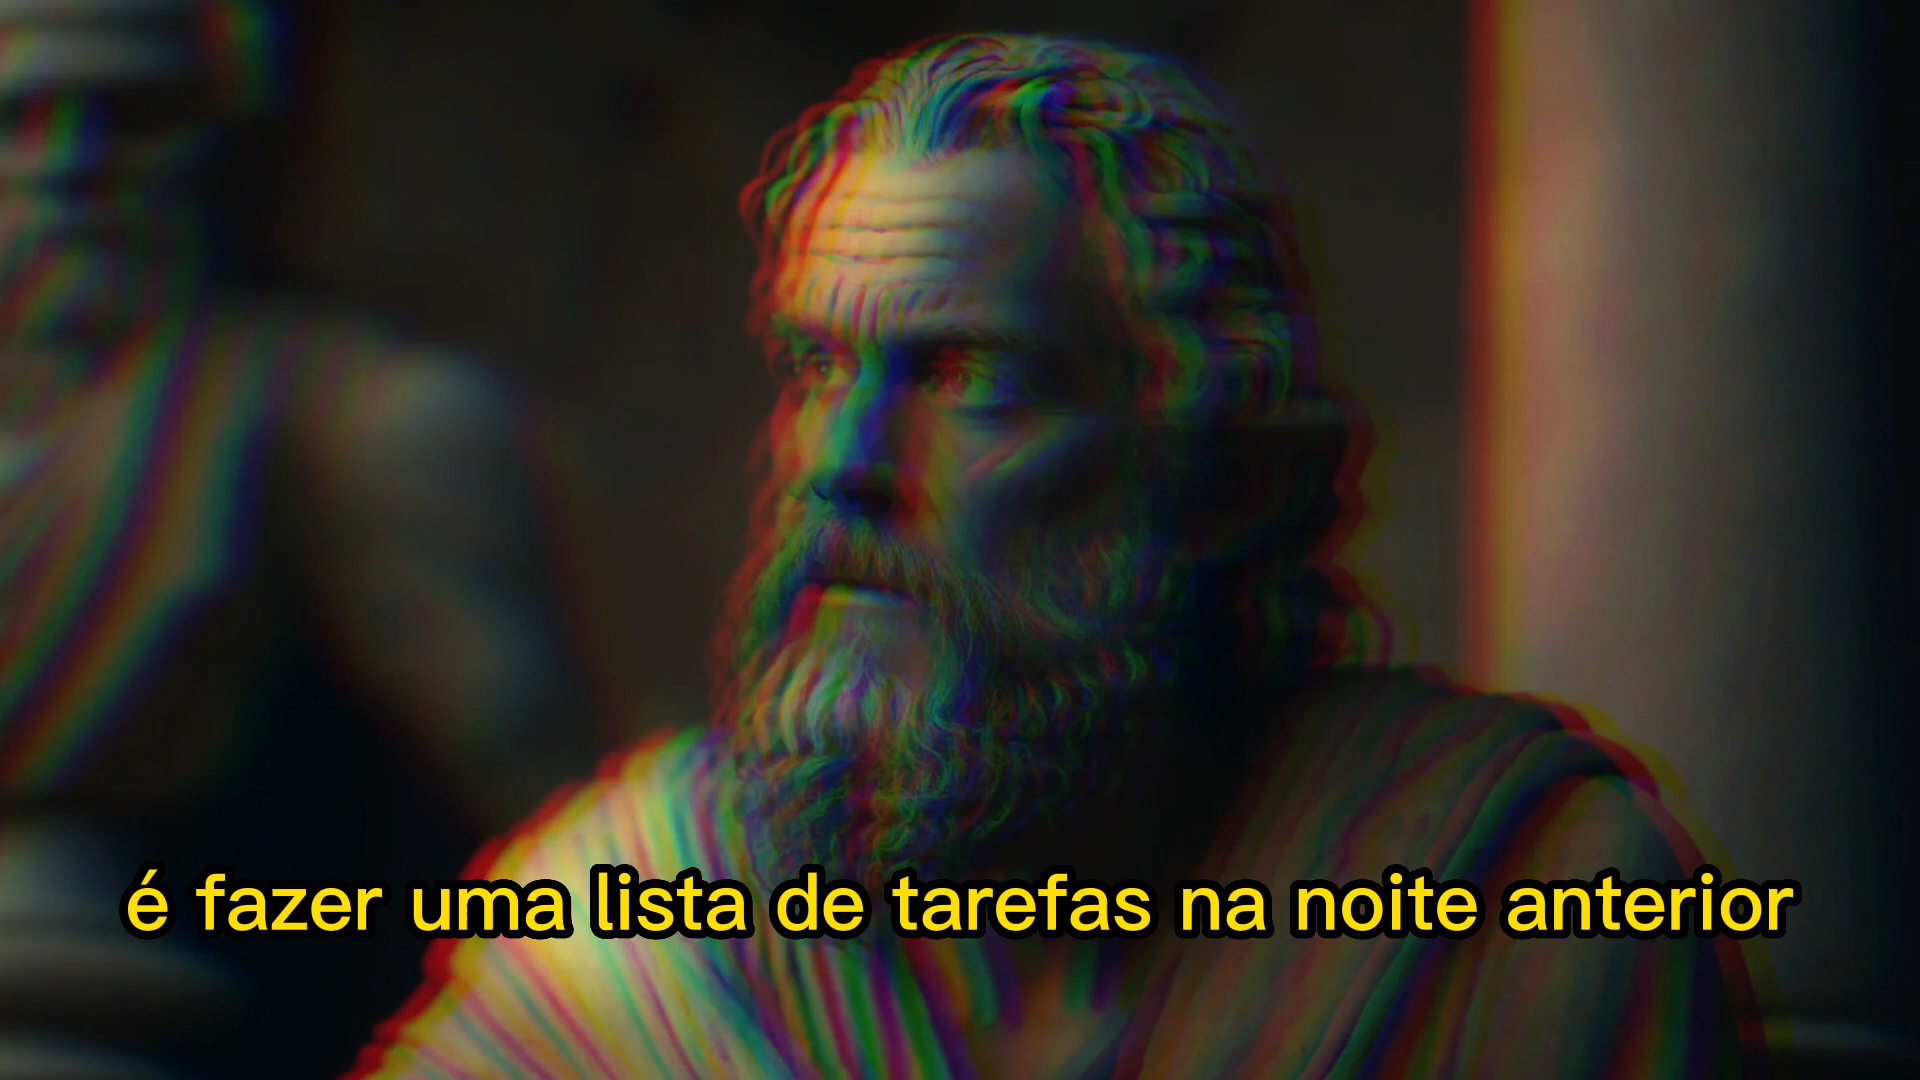 é fazer uma lista de tarefas na noite anterior